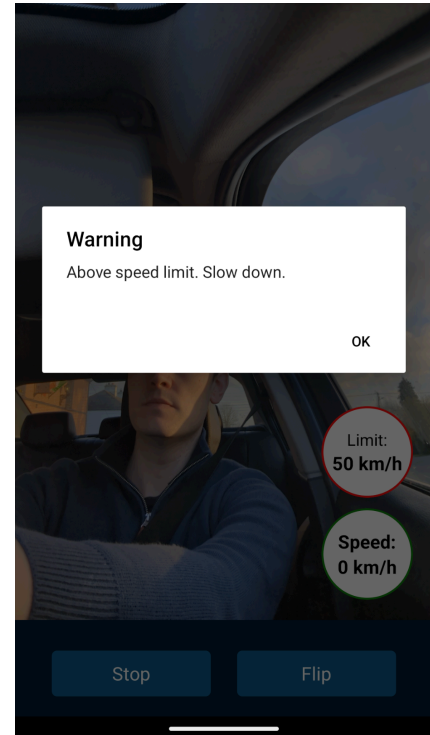 Warning
Above speed limit. Slow down.
OK
Limit:
50 km/h
Speed:
0 km/h
Stop
Flip